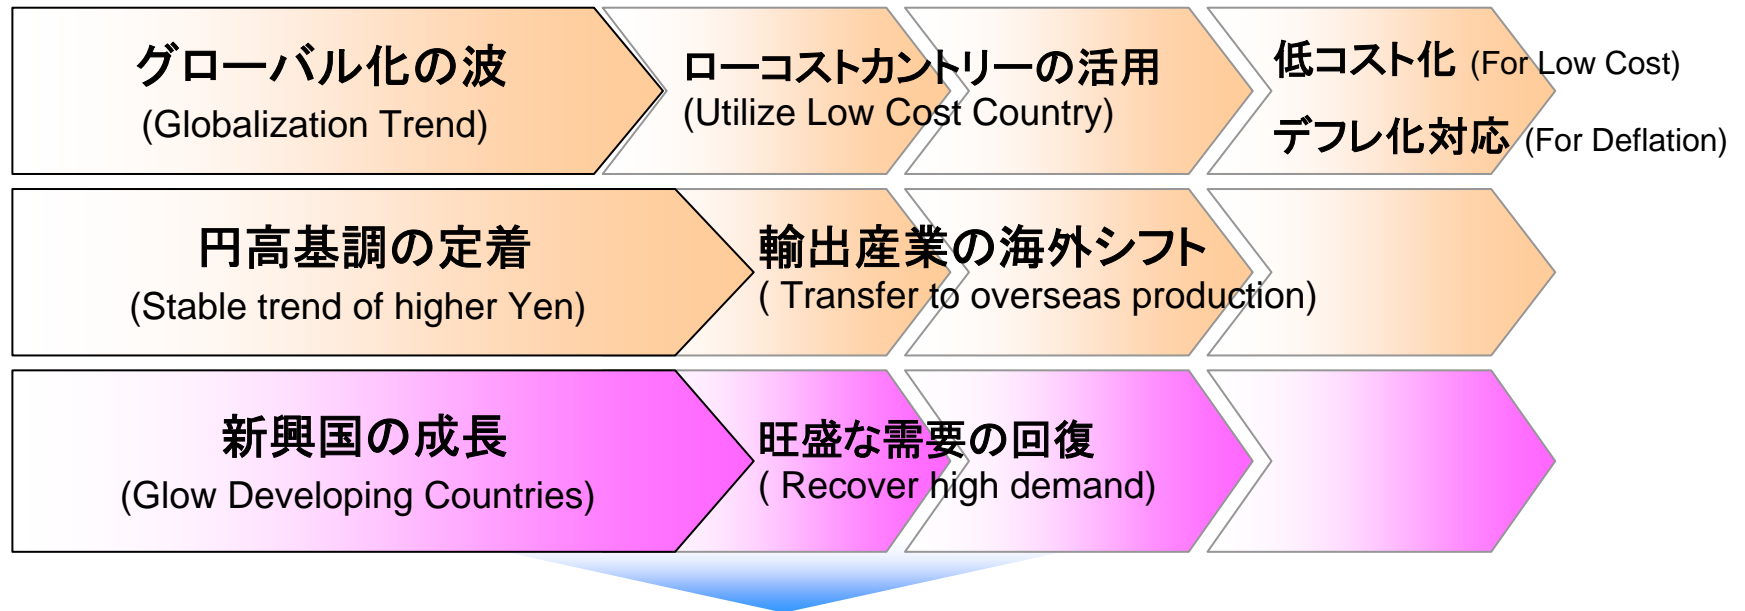 グローバル化の波
(Globalization Trend)
ローコストカントリーの活用
(Utilize Low Cost Country)
低コスト化 (For Low Cost)
デフレ化対応 (For Deflation)
円高基調の定着
(Stable trend of higher Yen)
輸出産業の海外シフト
( Transfer to overseas production)
新興国の成長
(Glow Developing Countries)
旺盛な需要の回復
( Recover high demand)